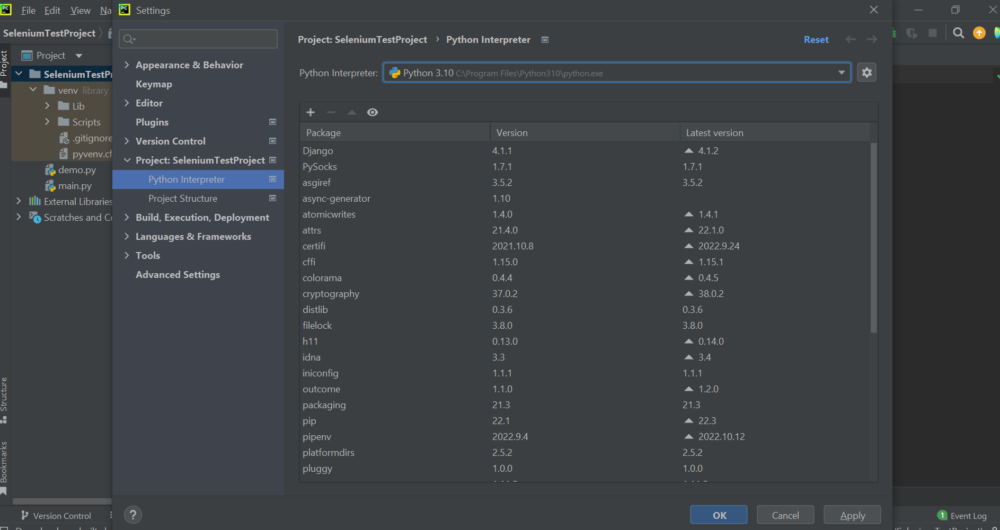 PC File Edit View Na
PC Settings
SeleniumTestProject
Project
Project
SeleniumTestPr
venv library
Lib
Scripts
.gitignore
pyvenv.cf
demo.py
main.py
External Libraries
Scratches and Co
Structure
Bookmarks
Version Control
Appearance & Behavior
Keymap
Editor
Plugins
Version Control
Project: SeleniumTestProject
Python Interpreter
Project Structure
Build, Execution, Deployment
Languages & Frameworks
Tools
Advanced Settings
?
Project: SeleniumTestProject › Python Interpreter Reset
Python Interpreter: Python 3.10 C:\Program Files\Python310\python.exe
Package Version Latest version
Django 4.1.1 4.1.2
PySocks 1.7.1 1.7.1
asgiref 3.5.2 3.5.2
async-generator 1.10
atomicwrites 1.4.0 1.4.1
attrs 21.4.0 22.1.0
certifi 2021.10.8 2022.9.24
cffi 1.15.0 1.15.1
colorama 0.4.4 0.4.5
cryptography 37.0.2 38.0.2
distlib 0.3.6 0.3.6
filelock 3.8.0 3.8.0
h11 0.13.0 0.14.0
idna 3.3 3.4
iniconfig 1.1.1 1.1.1
outcome 1.1.0 1.2.0
packaging 21.3 21.3
pip 22.1 22.3
pipenv 2022.9.4 2022.10.12
platformdirs 2.5.2 2.5.2
pluggy 1.0.0 1.0.0
OK Cancel Apply
1 Event Log